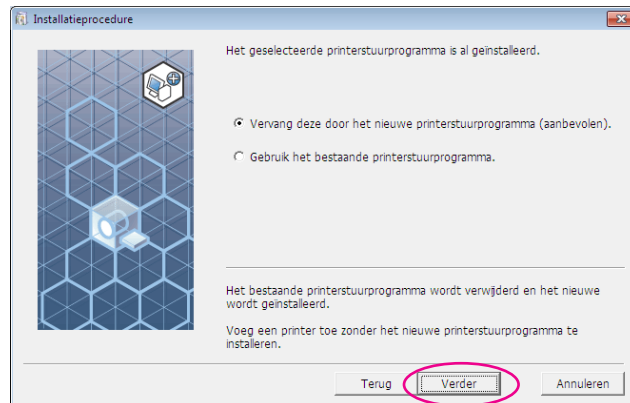 Installatieprocedure
Het geselecteerde printerstuurprogramma is al geïnstalleerd.
Vervang deze door het nieuwe printerstuurprogramma (aanbevolen).
Gebruik het bestaande printerstuurprogramma.
Het bestaande printerstuurprogramma wordt verwijderd en het nieuwe
wordt geïnstalleerd.
Voeg een printer toe zonder het nieuwe printerstuurprogramma te
installeren.
Terug Verder Annuleren